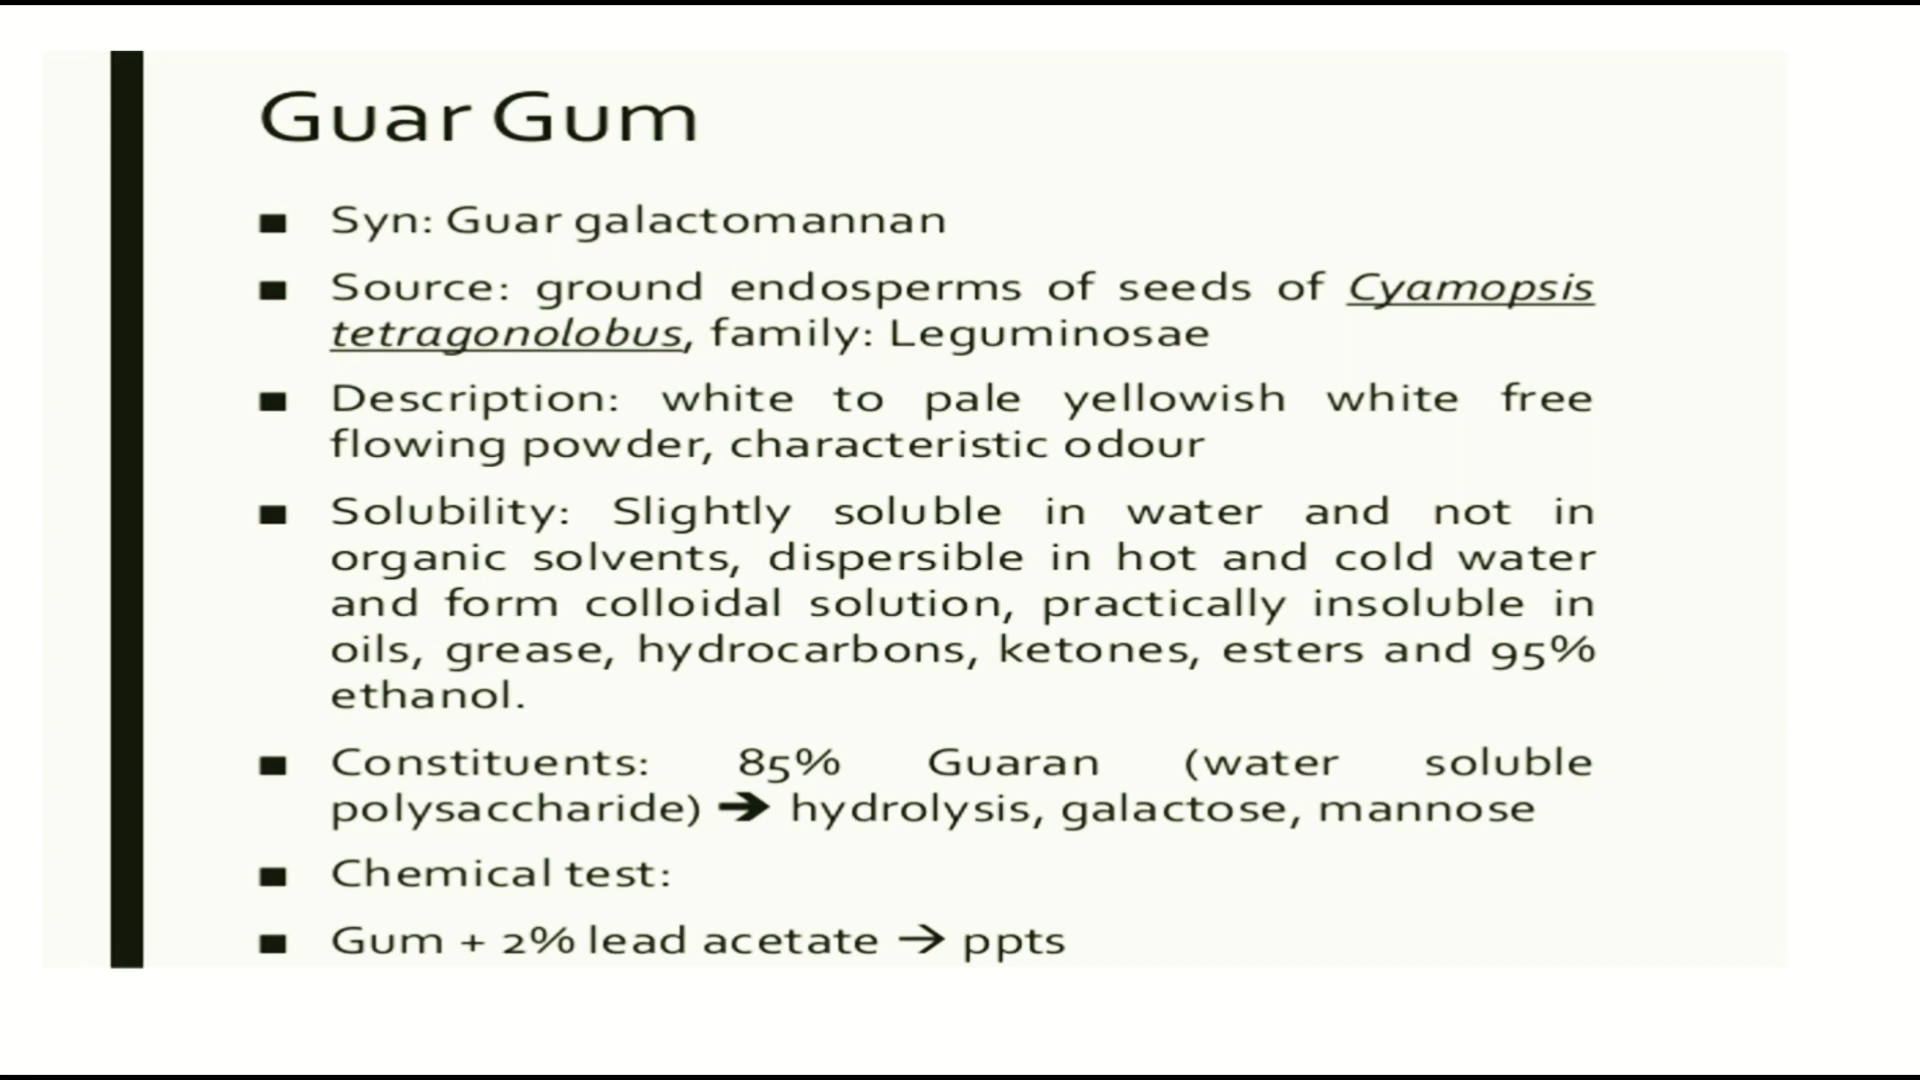 Guar Gum
■ Syn: Guar galactomannan
■ Source: ground endosperms of seeds of Cyamopsis
tetragonolobus, family: Leguminosae
■ Description: white to pale yellowish white free
flowing powder, characteristic odour
■ Solubility: Slightly soluble in water and not in
organic solvents, dispersible in hot and cold water
and form colloidal solution, practically insoluble in
oils, grease, hydrocarbons, ketones, esters and 95%
ethanol.
■ Constituents: 85% Guaran (water soluble
polysaccharide) ➔ hydrolysis, galactose, mannose
■ Chemical test:
■ Gum + 2% lead acetate → ppts